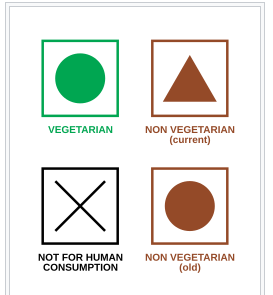 VEGETARIAN
NON VEGETARIAN
(current)
NOT FOR HUMAN
CONSUMPTION
NON VEGETARIAN
(old)